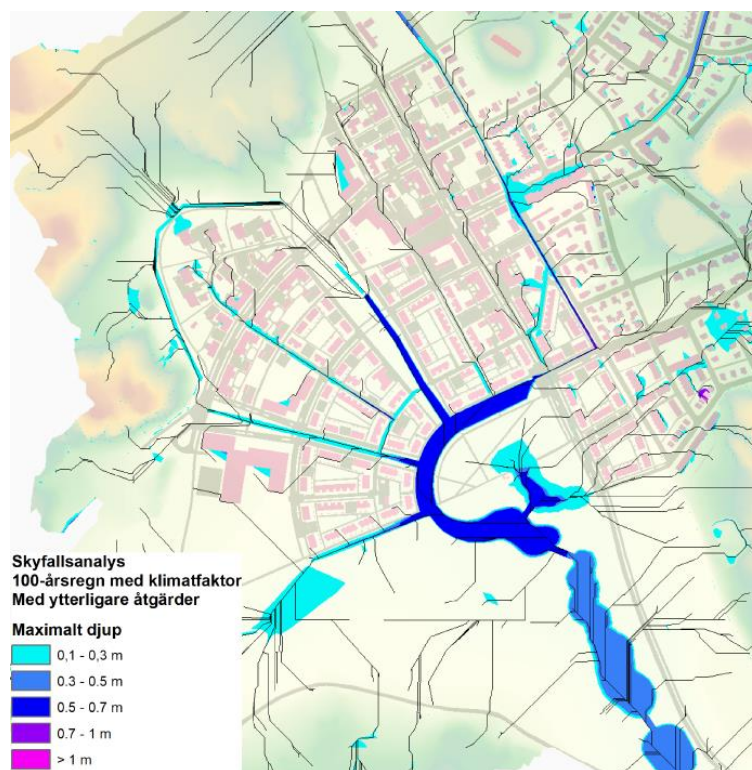 Skyfallsanalys
100-årsregn med klimatfaktor
Med ytterligare åtgärder
Maximalt djup
0,1 - 0,3 m
0.3 - 0.5 m
0.5 - 0.7 m
0.7 - 1 m
> 1 m